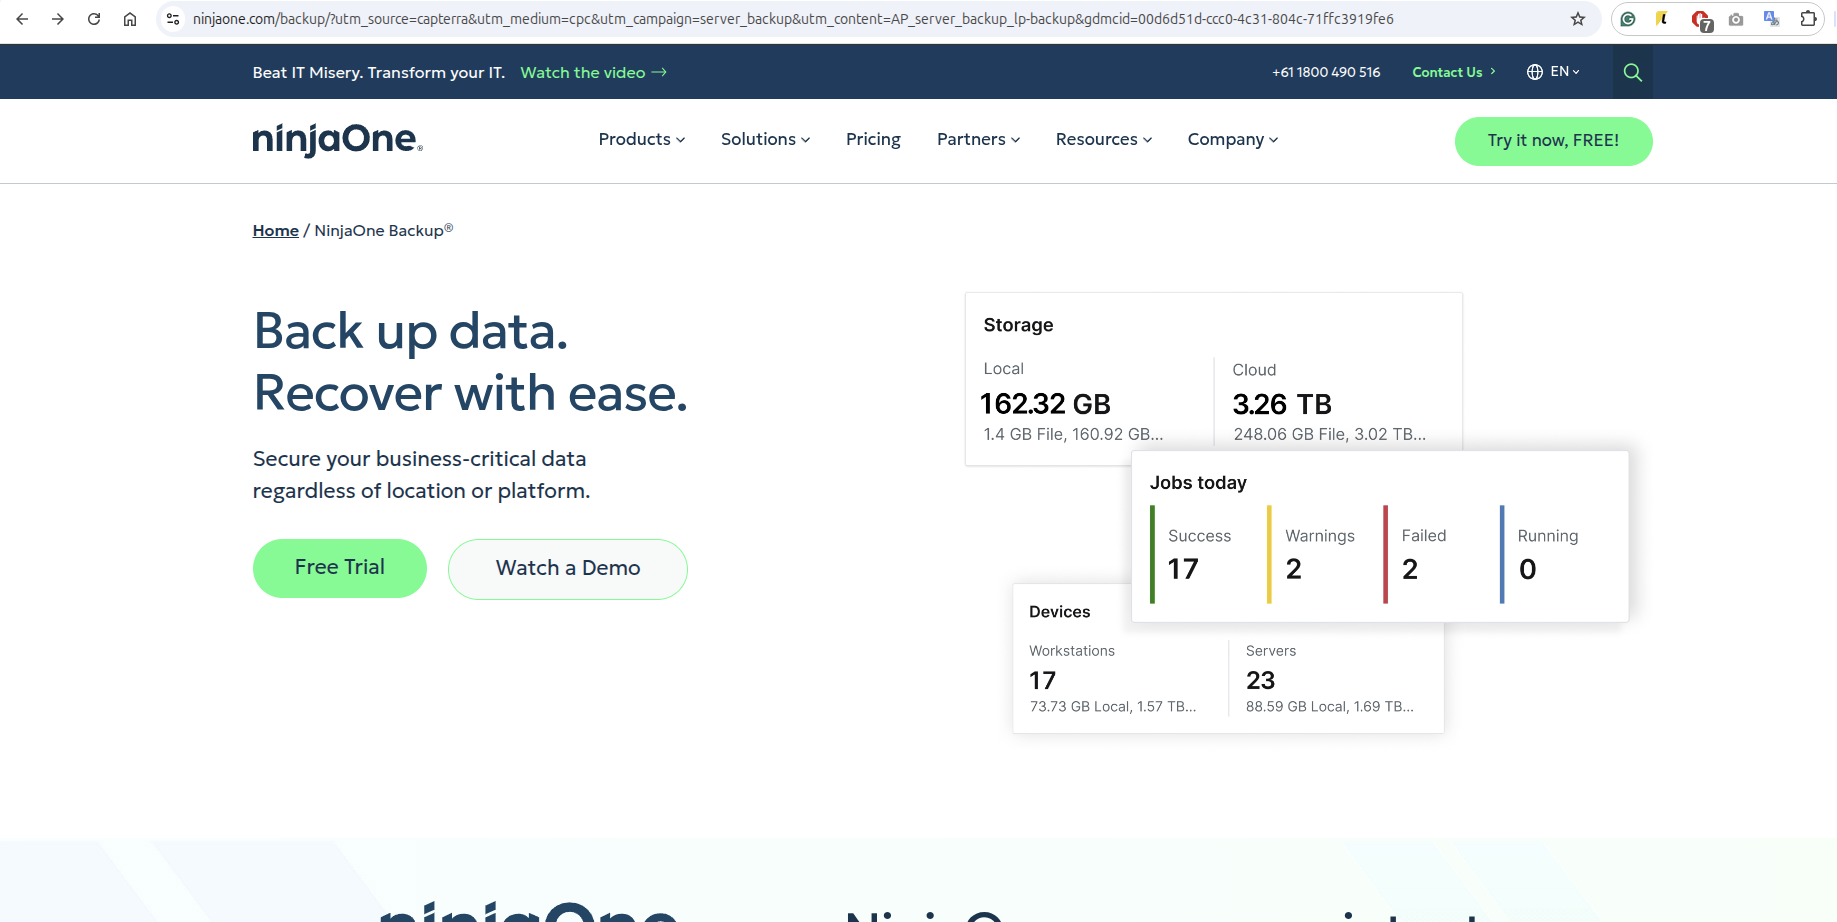 ninjaone.com/backup/?utm_source=capterra&utm_medium=cpc&utm_campaign=server_backup&utm_content=AP_server_backup_lp-backup&gdmcid=00d6d51d-ccc0-4c31-804c-71ffc3919fe6
7
Beat IT Misery. Transform your IT. Watch the video →
+61 1800 490 516 Contact Us EN
ninjaOne®
Products Solutions Pricing Partners Resources Company
Try it now, FREE!
Home / NinjaOne Backup®
Back up data.
Recover with ease.
Secure your business-critical data
regardless of location or platform.
Free Trial Watch a Demo
Storage
Local Cloud
162.32 GB 3.26 TB
1.4 GB File, 160.92 GB... 248.06 GB File, 3.02 TB...
Jobs today
Success Warnings Failed Running
17 2 2 0
Devices
Workstations Servers
17 23
73.73 GB Local, 1.57 TB... 88.59 GB Local, 1.69 TB...
ninjaOne